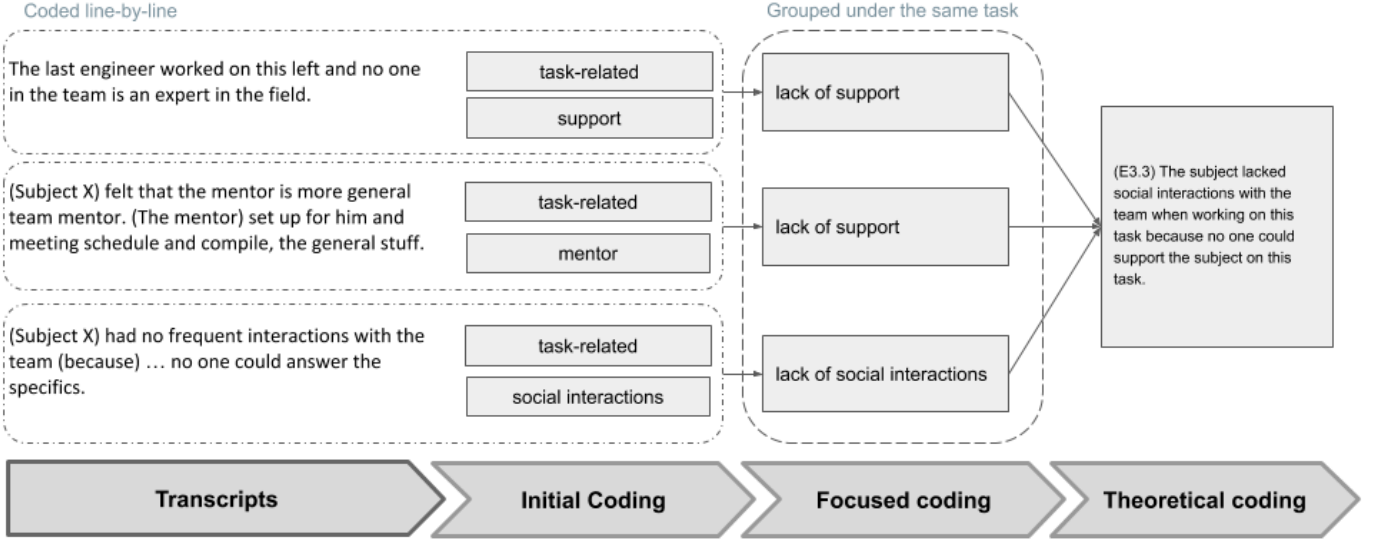 Coded line-by-line
Grouped under the same task
The last engineer worked on this left and no one
in the team is an expert in the field.
task-related
support
lack of support
(Subject X) felt that the mentor is more general
team mentor. (The mentor) set up for him and
meeting schedule and compile, the general stuff.
task-related
mentor
lack of support
(Subject X) had no frequent interactions with the
team (because) … no one could answer the
specifics.
task-related
social interactions
lack of social interactions
(E3.3) The subject lacked
social interactions with the
team when working on this
task because no one could
support the subject on this
task.
Transcripts
Initial Coding
Focused coding
Theoretical coding